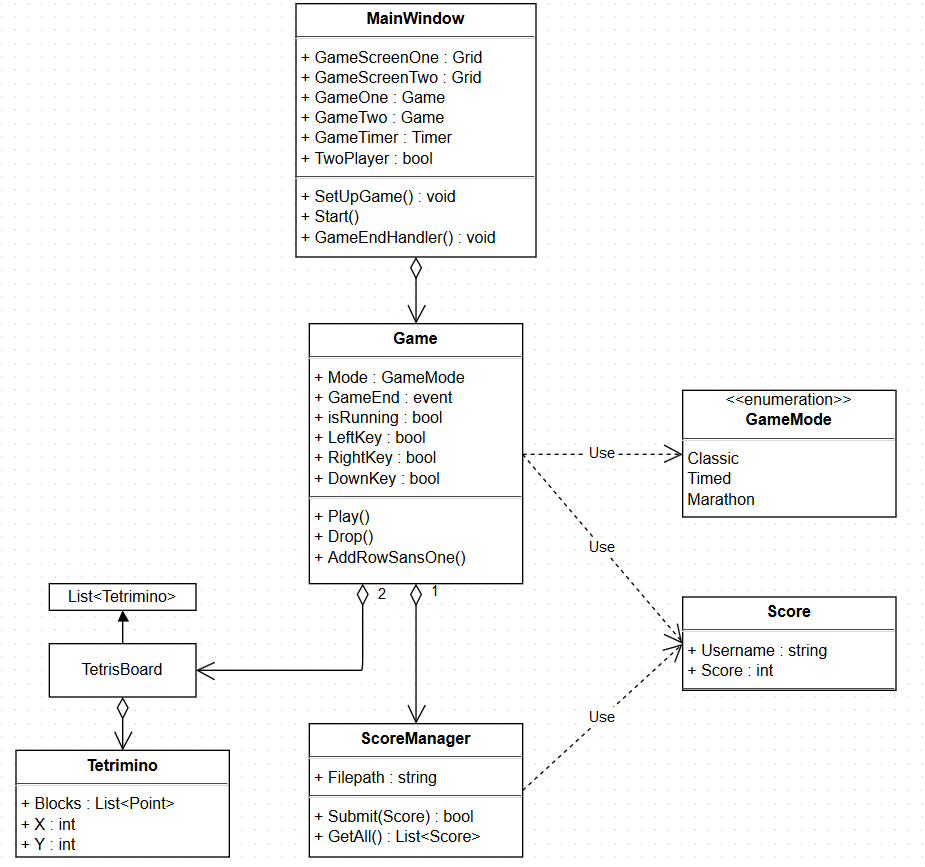 MainWindow
+ GameScreenOne : Grid
+ GameScreenTwo : Grid
+ GameOne : Game
+ GameTwo : Game
+ GameTimer : Timer
+ TwoPlayer : bool
+ SetUpGame() : void
+ Start()
+ GameEndHandler() : void
Game
+ Mode : GameMode
+ GameEnd : event
+ isRunning : bool
+ LeftKey : bool
+ RightKey : bool
+ DownKey : bool
+ Play()
+ Drop()
+ AddRowSansOne()
Use
<<enumeration>>
GameMode
Classic
Timed
Marathon
Use
Score
+ Username : string
+ Score : int
2
1
List<Tetrimino>
TetrisBoard
Tetrimino
+ Blocks : List<Point>
+ X : int
+ Y : int
ScoreManager
+ Filepath : string
+ Submit(Score) : bool
+ GetAll() : List<Score>
Use